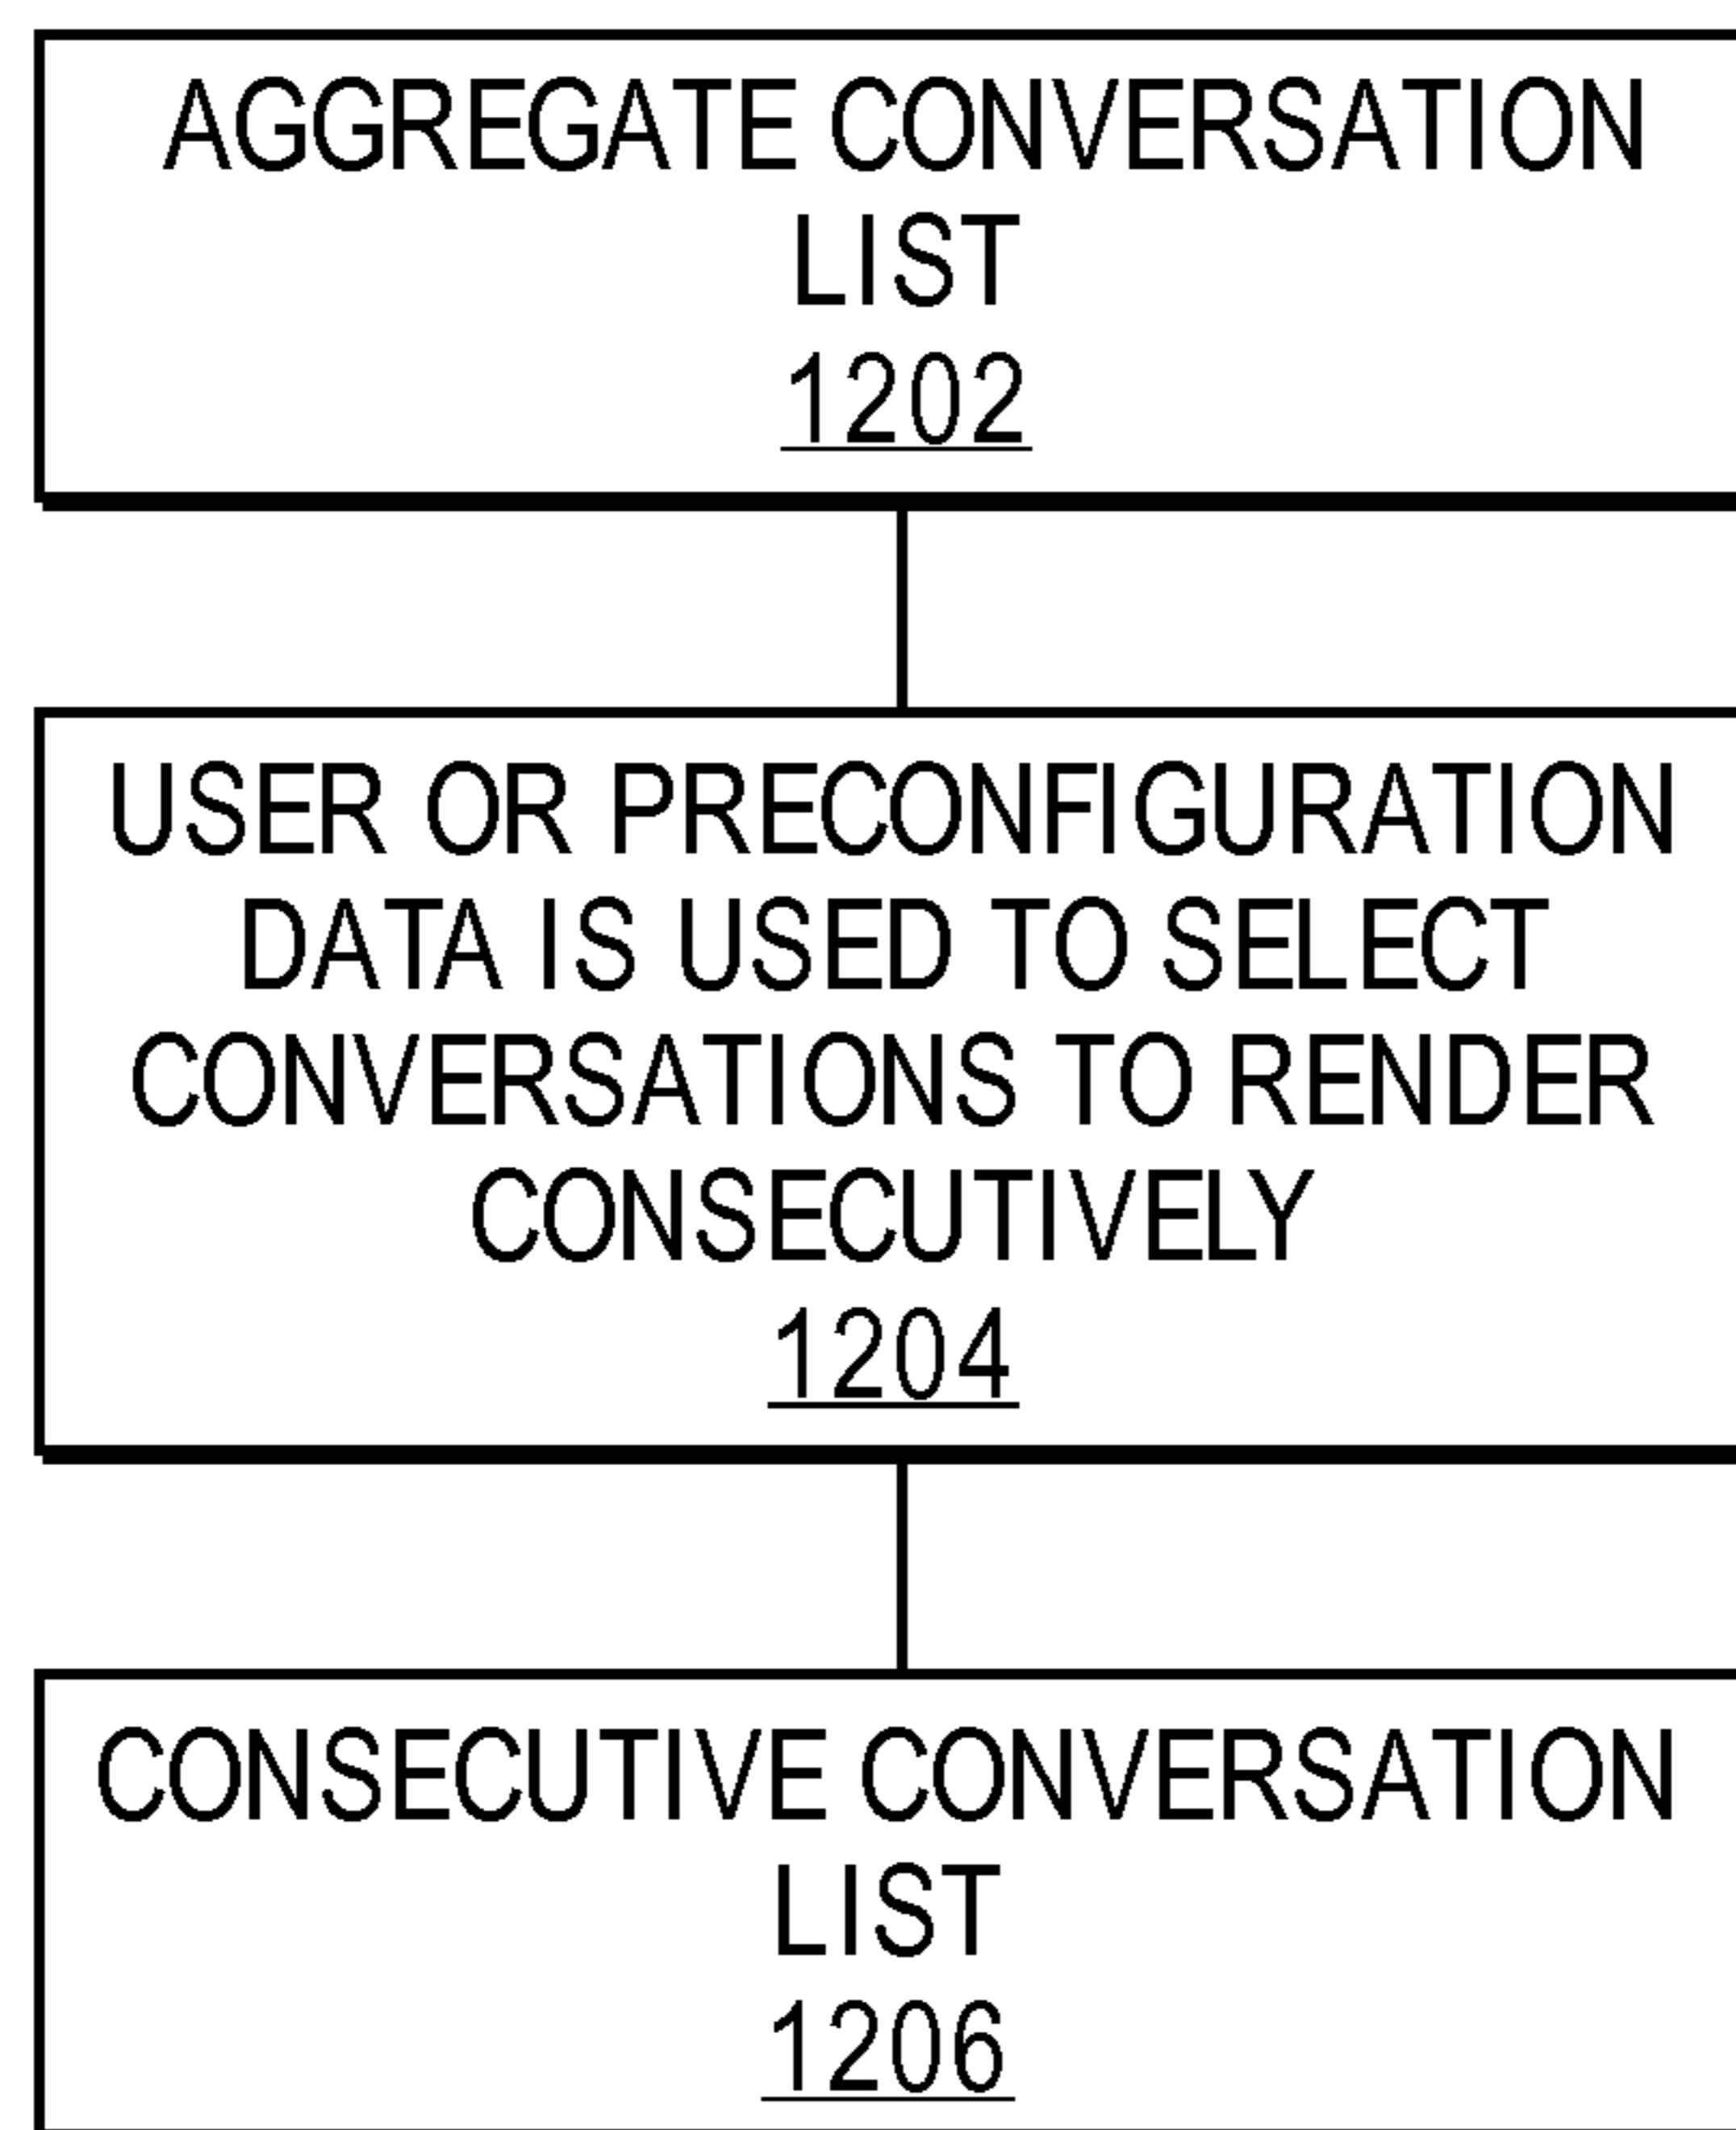 AGGREGATE CONVERSATION
LIST
1202
USER OR PRECONFIGURATION
DATA IS USED TO SELECT
CONVERSATIONS TO RENDER
CONSECUTIVELY
1204
CONSECUTIVE CONVERSATION
LIST
1206